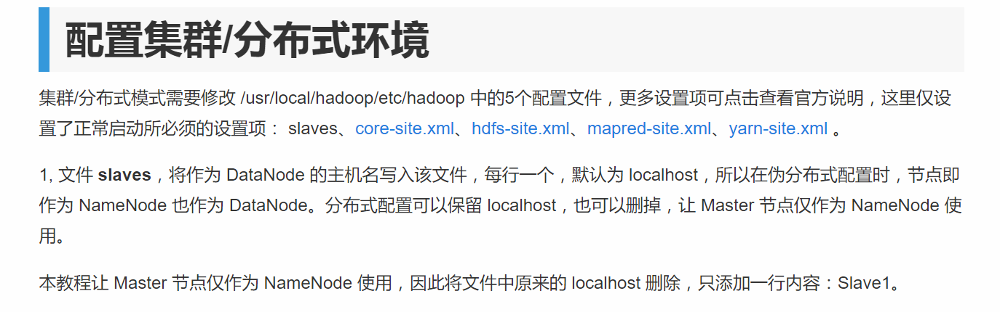 配置集群/分布式环境
集群/分布式模式需要修改 /usr/local/hadoop/etc/hadoop 中的5个配置文件，更多设置项可点击查看官方说明，这里仅设
置了正常启动所必须的设置项： slaves、core-site.xml、hdfs-site.xml、mapred-site.xml、yarn-site.xml 。
1, 文件 slaves，将作为 DataNode 的主机名写入该文件，每行一个，默认为 localhost，所以在伪分布式配置时，节点即
作为 NameNode 也作为 DataNode。分布式配置可以保留 localhost，也可以删掉，让 Master 节点仅作为 NameNode 使
用。
本教程让 Master 节点仅作为 NameNode 使用，因此将文件中原来的 localhost 删除，只添加一行内容：Slave1。